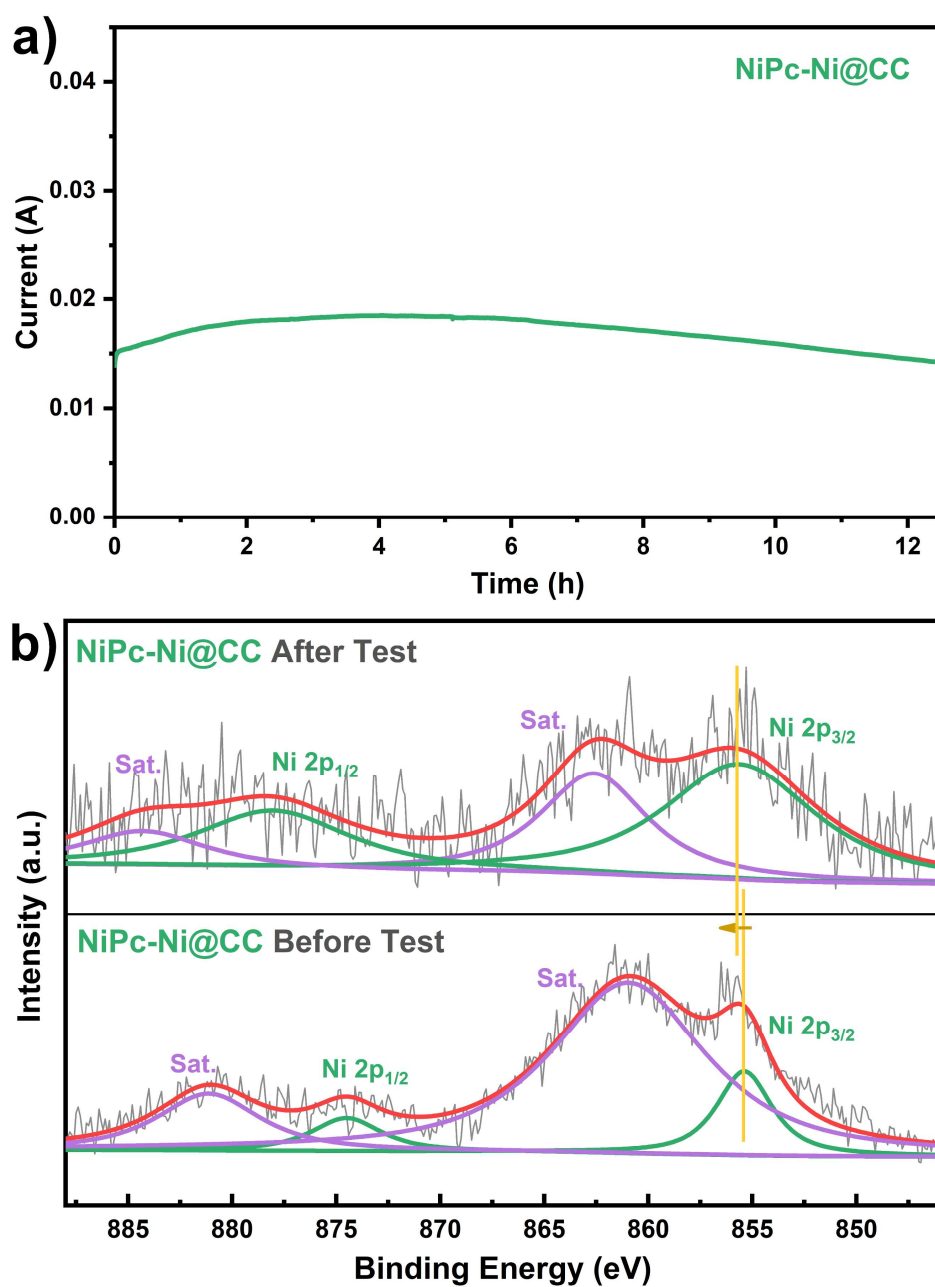 a)
NiPc-Ni@CC
0.04
0.03
0.02
0.01
0.00
Current (A)
0 2 4 6 8 10 12
Time (h)
b)
NiPc-Ni@CC After Test
Sat.
Ni 2p1/2
Sat.
Ni 2p3/2
NiPc-Ni@CC Before Test
Sat.
Ni 2p1/2
Sat.
Ni 2p3/2
Intensity (a.u.)
885 880 875 870 865 860 855 850
Binding Energy (eV)